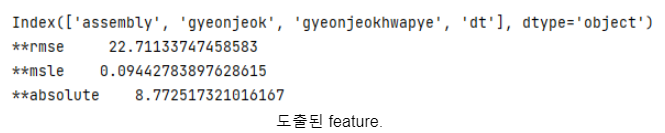 Index(['assembly', 'gyeonjeok', 'gyeonjeokhwapye', 'dt'], dtype='object')
**rmse 22.71133747458583
**msle 0.09442783897628615
**absolute 8.772517321016167
도출된 feature.